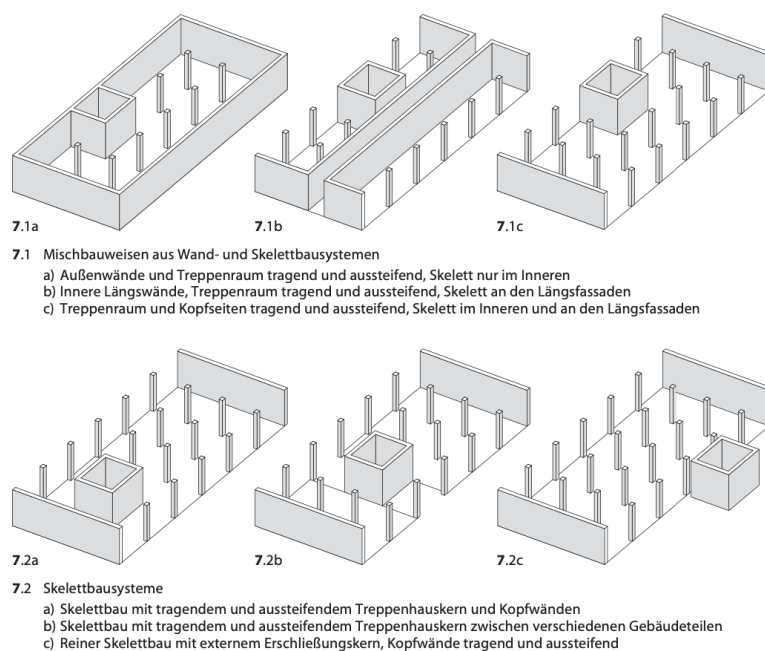 7.1a
7.1b
7.1c
7.1 Mischbauweisen aus Wand- und Skelettbausystemen
a) Außenwände und Treppenraum tragend und aussteifend, Skelett nur im Inneren
b) Innere Längswände, Treppenraum tragend und aussteifend, Skelett an den Längsfassaden
c) Treppenraum und Kopfseiten tragend und aussteifend, Skelett im Inneren und an den Längsfassaden
7.2a
7.2b
7.2c
7.2 Skelettbausysteme
a) Skelettbau mit tragendem und aussteifendem Treppenhauskern und Kopfwänden
b) Skelettbau mit tragendem und aussteifendem Treppenhauskern zwischen verschiedenen Gebäudeteilen
c) Reiner Skelettbau mit externem Erschließungskern, Kopfwände tragend und aussteifend